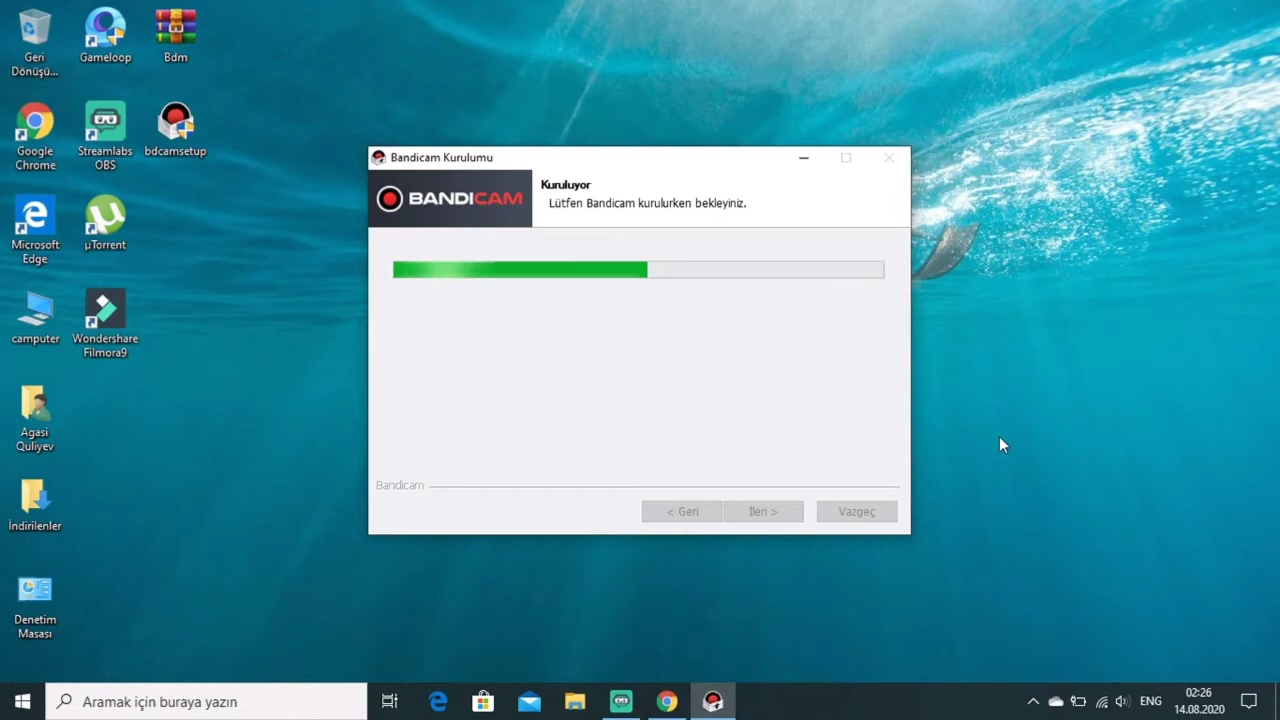 Geri
Dönüşü...
Gameloop
Bdm
Google
Chrome
Streamlabs
OBS
bdcamsetup
Microsoft
Edge
µTorrent
camputer
Wondershare
Filmora9
Agasi
Quliyev
İndirilenler
Denetim
Masası
Bandicam Kurulumu
BANDICAM
Kuruluyor
Lütfen Bandicam kurulurken bekleyiniz.
Bandicam
< Geri
İleri >
Vazgeç
Aramak için buraya yazın
ENG
02:26
14.08.2020